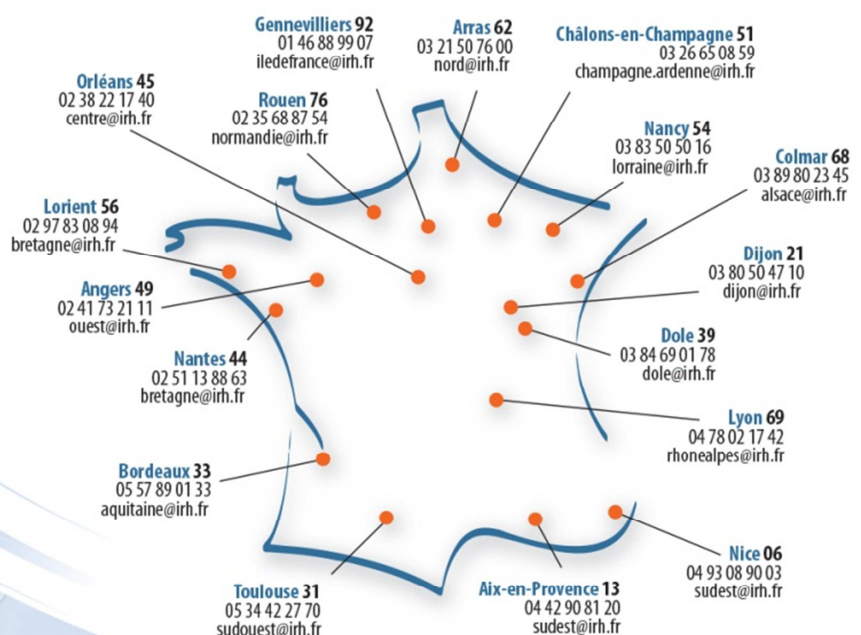 Gennevilliers 92
01 46 88 99 07
iledefrance@irh.fr
Arras 62
03 21 50 76 00
nord@irh.fr
Châlons-en-Champagne 51
03 26 65 08 59
champagne.ardenne@irh.fr
Orléans 45
02 38 22 17 40
centre@irh.fr
Rouen 76
02 35 68 87 54
normandie@irh.fr
Nancy 54
03 83 50 50 16
lorraine@irh.fr
Colmar 68
03 89 80 23 45
alsace@irh.fr
Lorient 56
02 97 83 08 94
bretagne@irh.fr
Angers 49
02 41 73 21 11
ouest@irh.fr
Dijon 21
03 80 50 47 10
dijon@irh.fr
Dole 39
03 84 69 01 78
dole@irh.fr
Nantes 44
02 51 13 88 63
bretagne@irh.fr
Lyon 69
04 78 02 17 42
rhonealpes@irh.fr
Bordeaux 33
05 57 89 01 33
aquitaine@irh.fr
Nice 06
04 93 08 90 03
sudest@irh.fr
Toulouse 31
05 34 42 27 70
sudouest@irh.fr
Aix-en-Provence 13
04 42 90 81 20
sudest@irh.fr